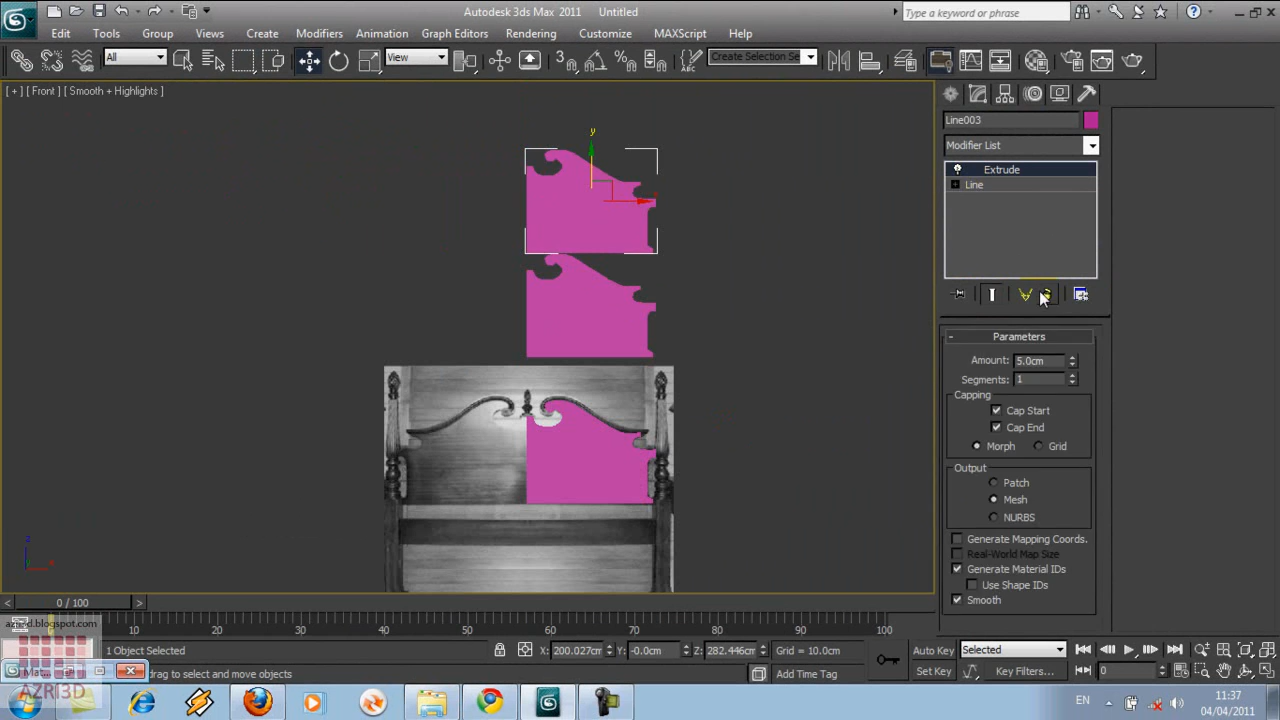 Autodesk 3ds Max 2011    Untitled
Type a keyword or phrase
Edit Tools Group Views Create Modifiers Animation Graph Editors Rendering Customize MAXScript Help
All
View
Create Selection Se
[ + ] [ Front ] [ Smooth + Highlights ]
Line003
Modifier List
Extrude
Line
y
Parameters
Amount: 5.0cm
Segments: 1
Capping
Cap Start
Cap End
Morph Grid
Output
Patch
Mesh
NURBS
Generate Mapping Coords.
Real-World Map Size
Generate Material IDs
Use Shape IDs
Smooth
z
x
< 0 / 100 >
azri3d.blogspot.com
10 20 30 40 50 60 70 80 90 100
1 Object Selected
X: 200.027cm Y: -0.0cm Z: 282.446cm Grid = 10.0cm
Auto Key Selected
0
drag to select and move objects
Add Time Tag
Set Key Key Filters...
Mat...
AZRI3D
EN
11:37
04/04/2011